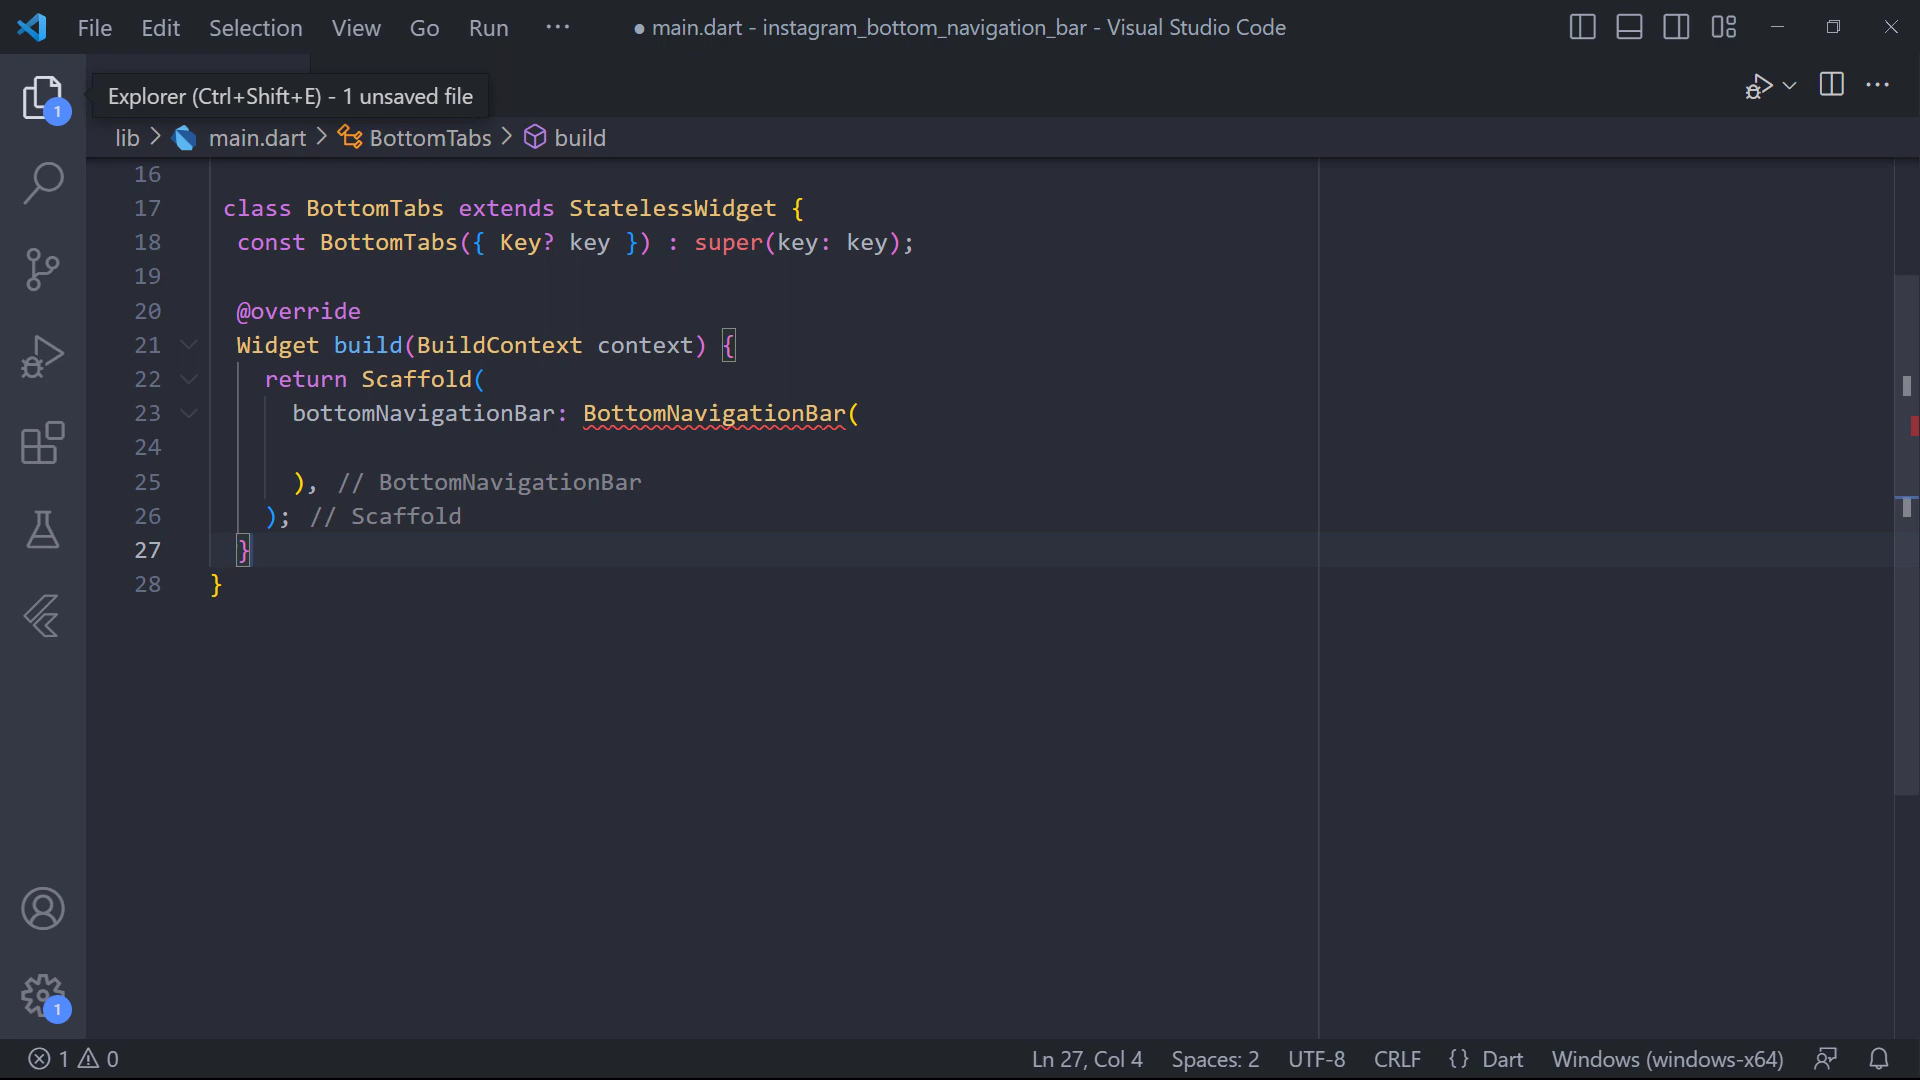 File Edit Selection View Go Run ··· ● main.dart - instagram_bottom_navigation_bar - Visual Studio Code
1 Explorer (Ctrl+Shift+E) - 1 unsaved file
lib > main.dart > BottomTabs > build
16
17 class BottomTabs extends StatelessWidget {
18 const BottomTabs({ Key? key }) : super(key: key);
19
20 @override
21 Widget build(BuildContext context) {
22 return Scaffold(
23 bottomNavigationBar: BottomNavigationBar(
24
25 ), // BottomNavigationBar
26 ); // Scaffold
27 }
28 }
1
1 0 Ln 27, Col 4 Spaces: 2 UTF-8 CRLF {} Dart Windows (windows-x64)